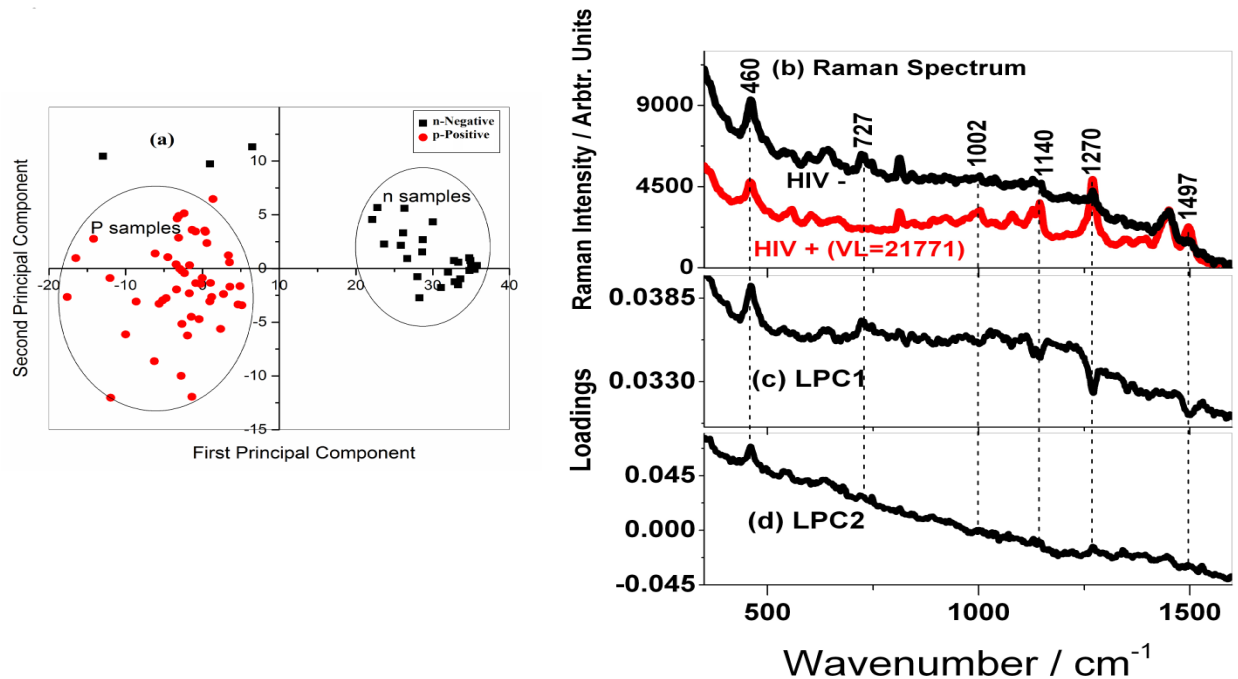 (a)
n-Negative
p-Positive
P samples
n samples
10
5
0
-5
-10
-15
-20
-10
0
10
20
30
40
Second Principal Component
First Principal Component
(b) Raman Spectrum
460
727
1002
1140
1270
1497
HIV -
HIV + (VL=21771)
9000
4500
0
Raman Intensity / Arbtr. Units
0.0385
0.0330
(c) LPC1
Loadings
0.045
0.000
-0.045
(d) LPC2
500
1000
1500
Wavenumber / cm-1